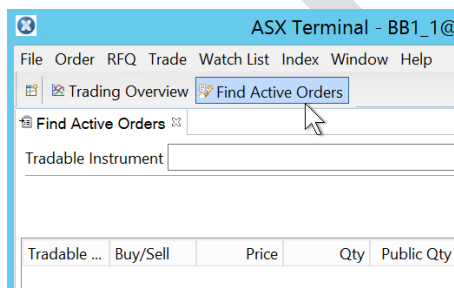 ASX Terminal - BB1_1@
File Order RFQ Trade Watch List Index Window Help
Trading Overview Find Active Orders
Find Active Orders
Tradable Instrument
Tradable ... Buy/Sell Price Qty Public Qty